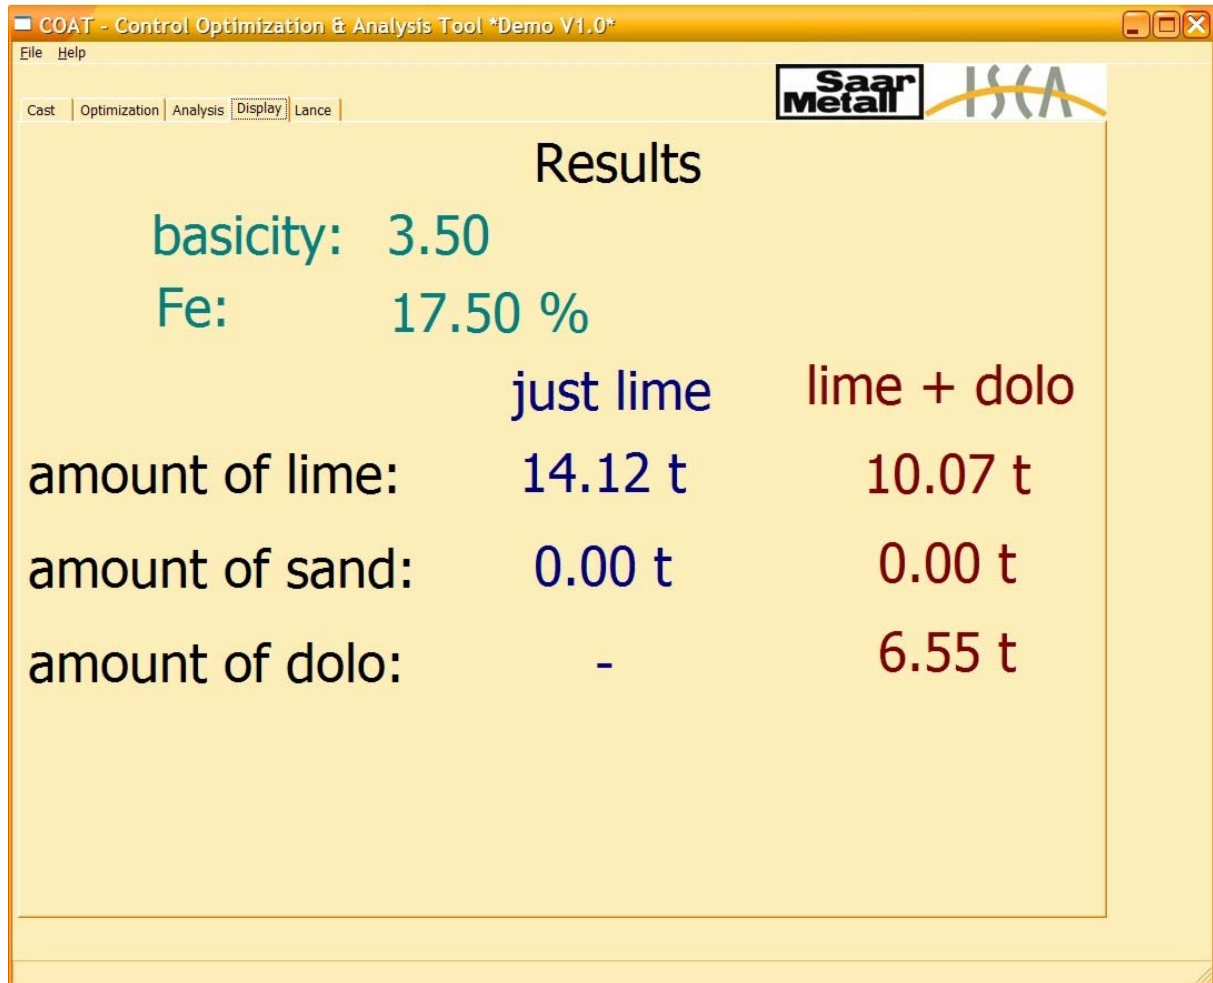 COAT - Control Optimization & Analysis Tool *Demo V1.0*
File Help
Saar
Metall ISCA
Cast Optimization Analysis Display Lance
Results
basicity: 3.50
Fe: 17.50 %
just lime lime + dolo
amount of lime: 14.12 t 10.07 t
amount of sand: 0.00 t 0.00 t
amount of dolo: - 6.55 t